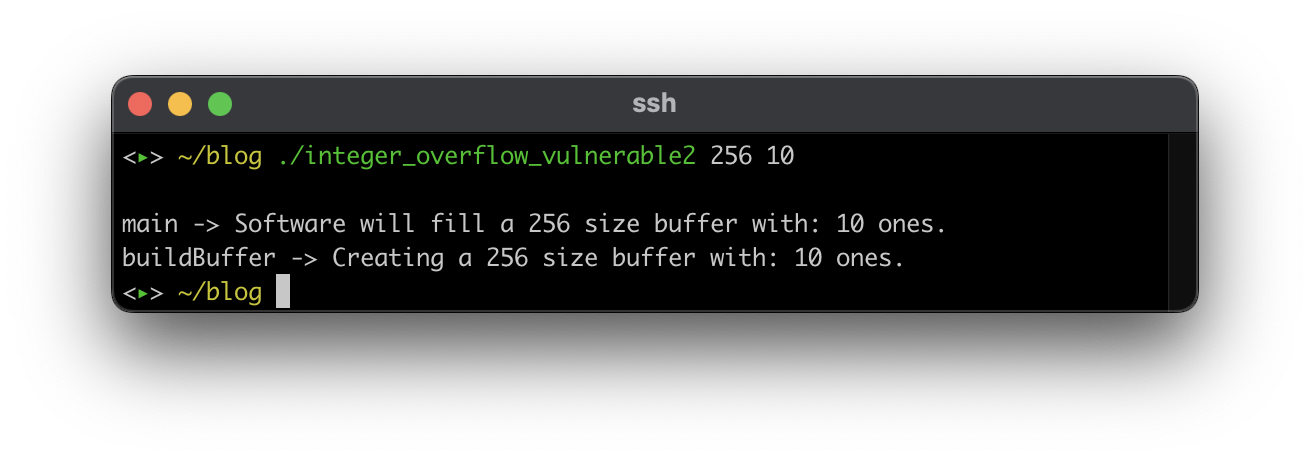 ssh
<▸> ~/blog ./integer_overflow_vulnerable2 256 10
main -> Software will fill a 256 size buffer with: 10 ones.
buildBuffer -> Creating a 256 size buffer with: 10 ones.
<▸> ~/blog